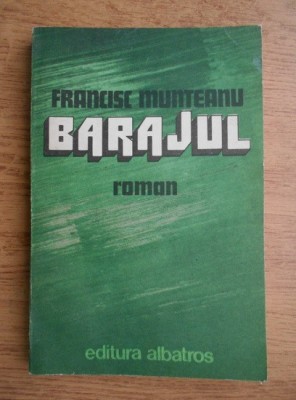 FRANCISC MUNTEANU
BARAJUL
roman
editura albatros